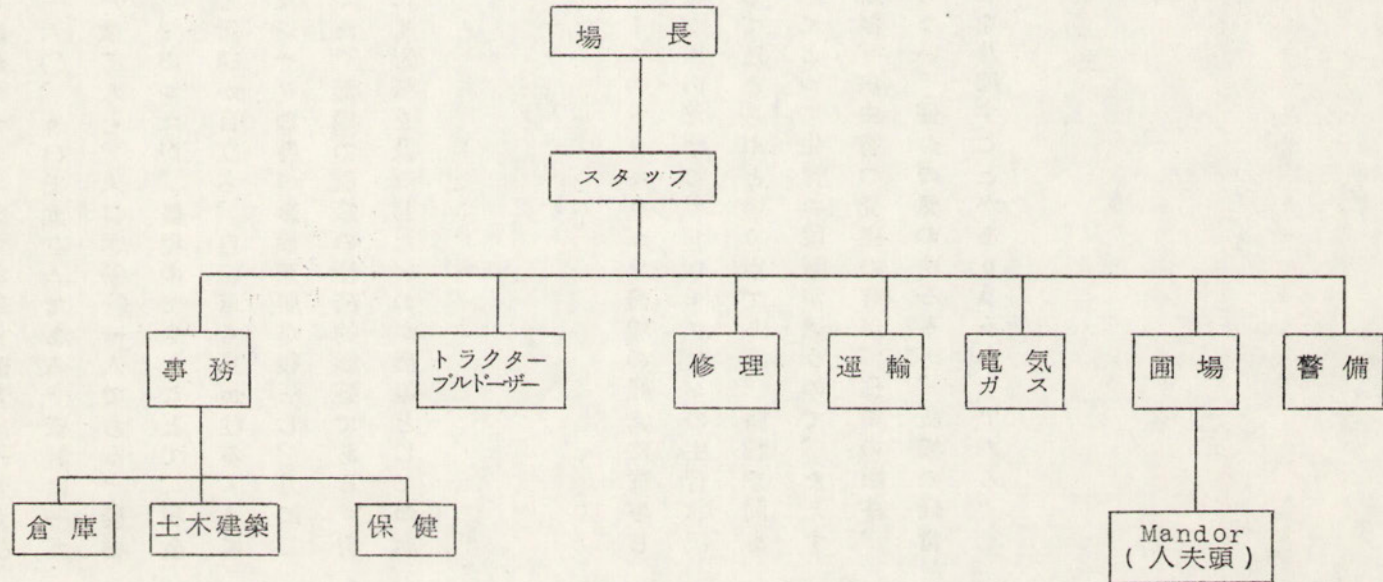 場 長
スタッフ
事 務
トラクター
ブルドーザー
修 理
運 輸
電 気
ガ ス
圃 場
警 備
倉 庫
土木建築
保 健
Mandor
(人夫頭)